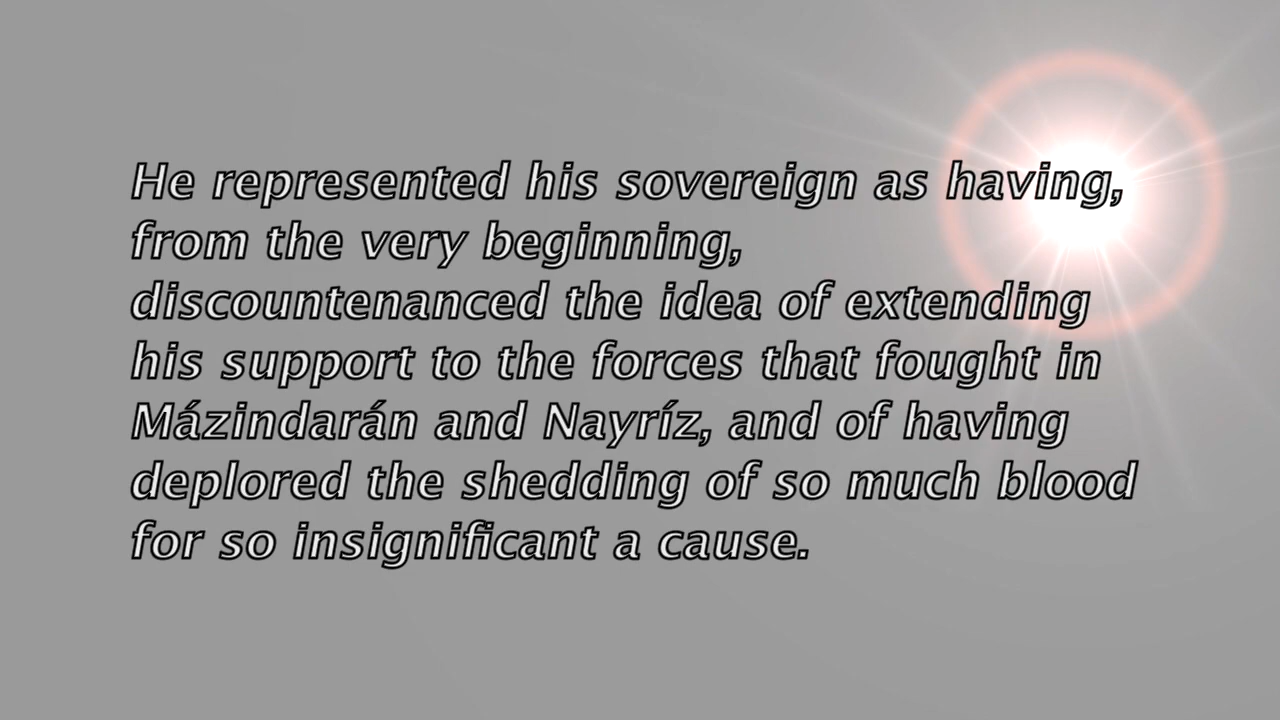 He represented his sovereign as having,
from the very beginning,
discountenanced the idea of extending
his support to the forces that fought in
Mázindarán and Nayríz, and of having
deplored the shedding of so much blood
for so insignificant a cause.